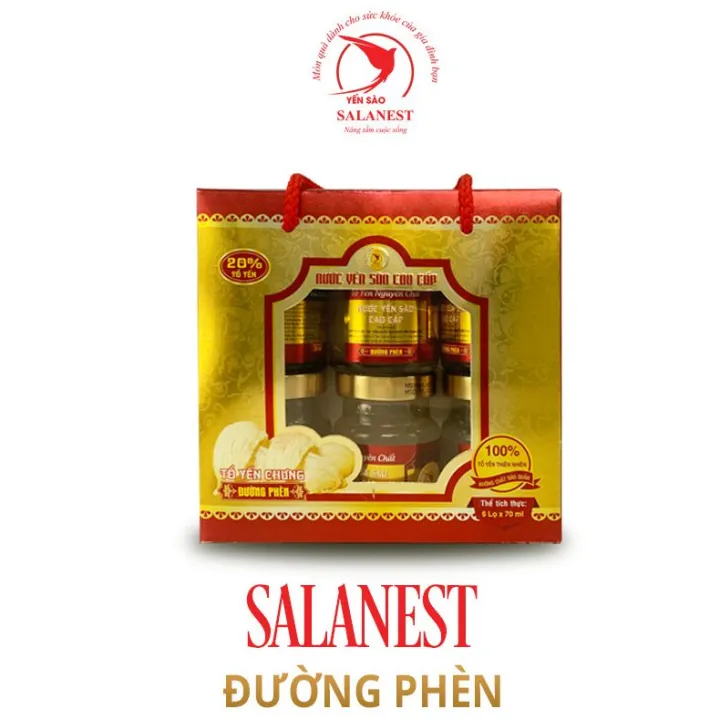 Món quà dành cho sức khỏe của gia đình bạn
YẾN SÀO
SALANEST
Nâng tầm cuộc sống
20%
TỔ YẾN
NƯỚC YẾN SÀO CAO CẤP
Tổ Yến Nguyên Chất
NƯỚC YẾN SÀO
CAO CẤP
ĐƯỜNG PHÈN
TỔ YẾN CHƯNG
ĐƯỜNG PHÈN
100%
TỔ YẾN THIÊN NHIÊN
Thể tích thực:
6 Lọ x 70 ml
SALANEST
ĐƯỜNG PHÈN